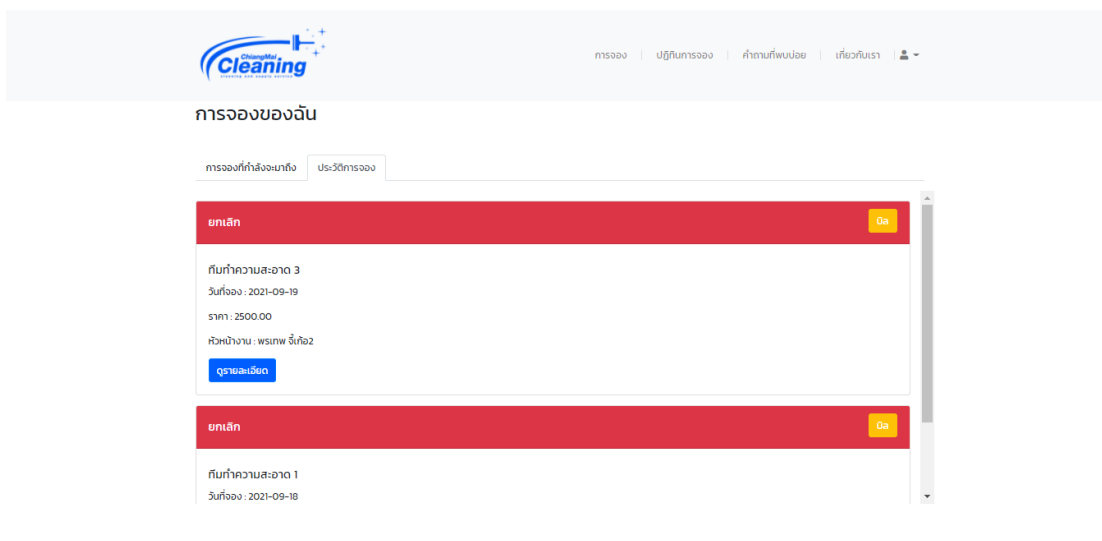 ChiangMai
Cleaning
cleaning and supply service
การจอง
ปฏิทินการจอง
คำถามที่พบบ่อย
เกี่ยวกับเรา
การจองของฉัน
การจองที่กำลังจะมาถึง
ประวัติการจอง
ยกเลิก
บิล
ทีมทำความสะอาด 3
วันที่จอง : 2021-09-19
ราคา : 2500.00
หัวหน้างาน : พรเทพ จี้เก้อ2
ดูรายละเอียด
ยกเลิก
บิล
ทีมทำความสะอาด 1
วันที่จอง : 2021-09-18